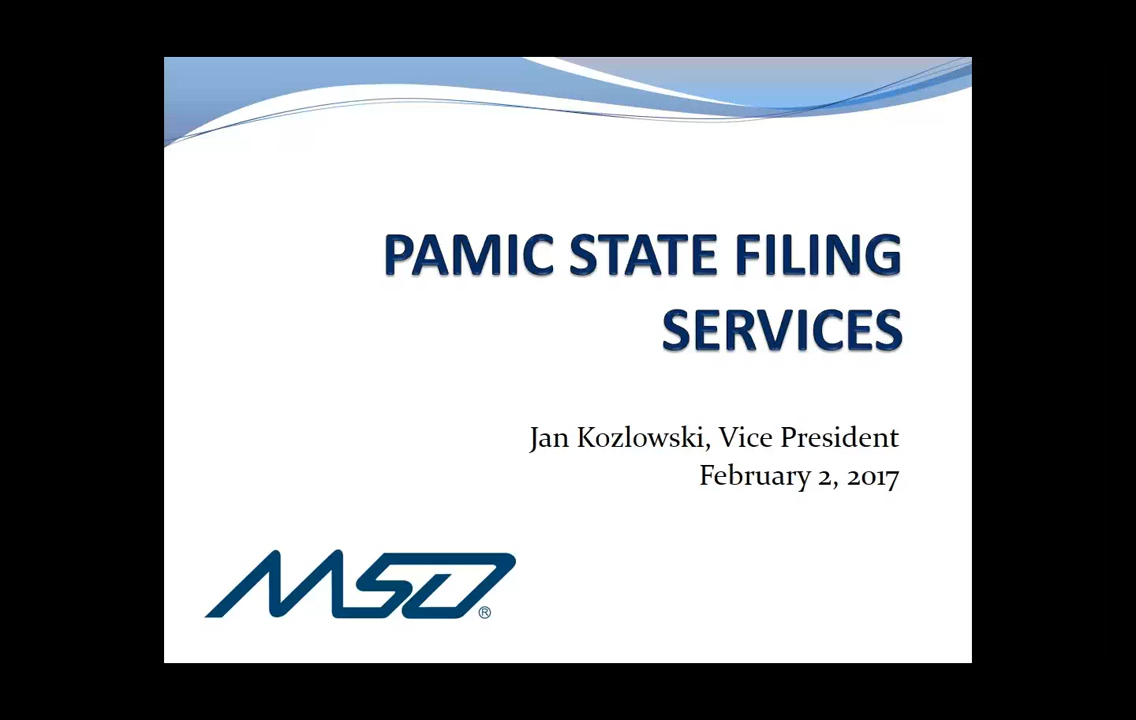 PAMIC STATE FILING
SERVICES
Jan Kozlowski, Vice President
February 2, 2017
MSO®